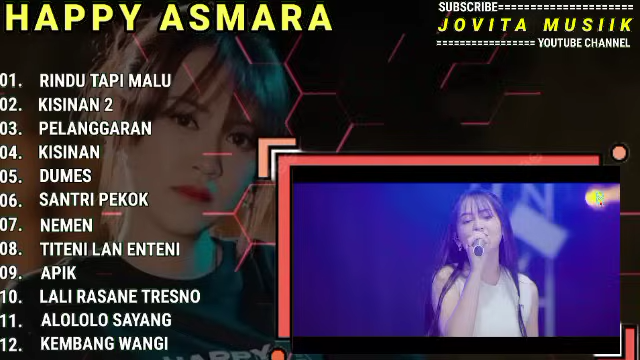 HAPPY ASMARA
SUBSCRIBE=====================
JOVITA MUSIIK
================ YOUTUBE CHANNEL
01. RINDU TAPI MALU
02. KISINAN 2
03. PELANGGARAN
04. KISINAN
05. DUMES
06. SANTRI PEKOK
07. NEMEN
08. TITENI LAN ENTENI
09. APIK
10. LALI RASANE TRESNO
11. ALOLOLO SAYANG
12. KEMBANG WANGI
HAPPY